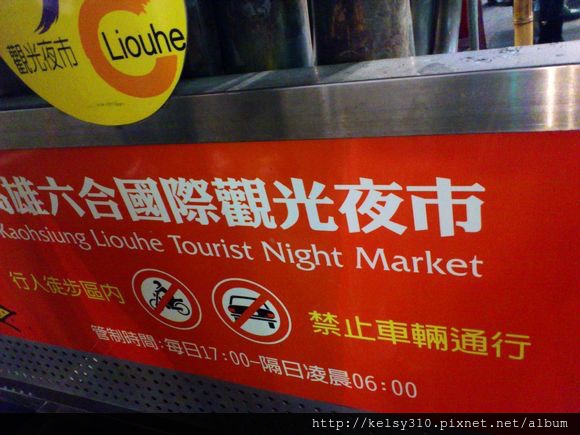 Liouhe
觀光夜市
高雄六合國際觀光夜市
Kaohsiung Liouhe Tourist Night Market
行人徒步區內
禁止車輛通行
管制時間:每日17:00-隔日凌晨06:00
http://kelsy310.pixnet.net/album